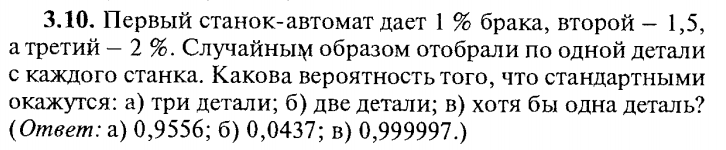 3.10. Первый станок-автомат дает 1 % брака, второй – 1,5,
а третий – 2 %. Случайным образом отобрали по одной детали
с каждого станка. Какова вероятность того, что стандартными
окажутся: а) три детали; б) две детали; в) хотя бы одна деталь?
(Ответ: а) 0,9556; б) 0,0437; в) 0,999997.)